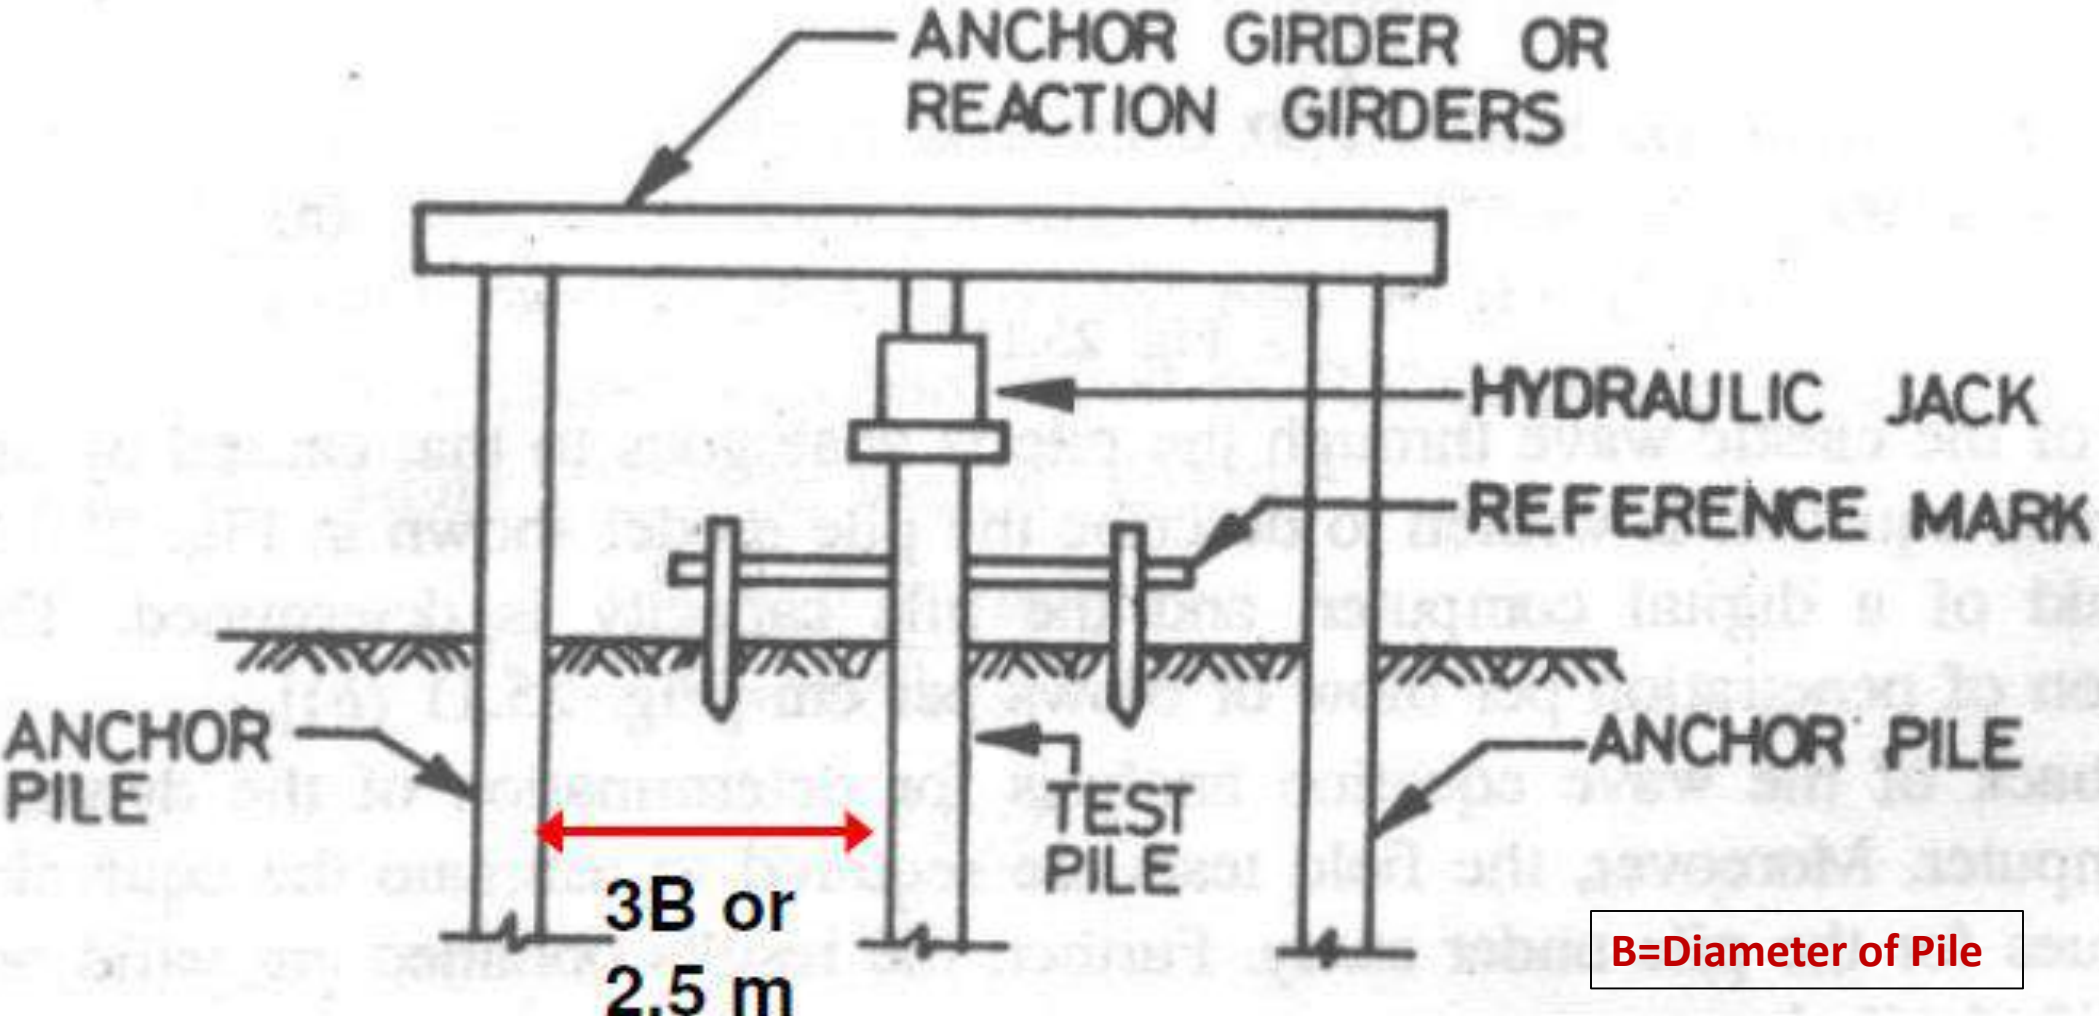 ANCHOR GIRDER OR
REACTION GIRDERS
HYDRAULIC JACK
REFERENCE MARK
ANCHOR
PILE
ANCHOR PILE
TEST
PILE
3B or
2.5 m
B=Diameter of Pile